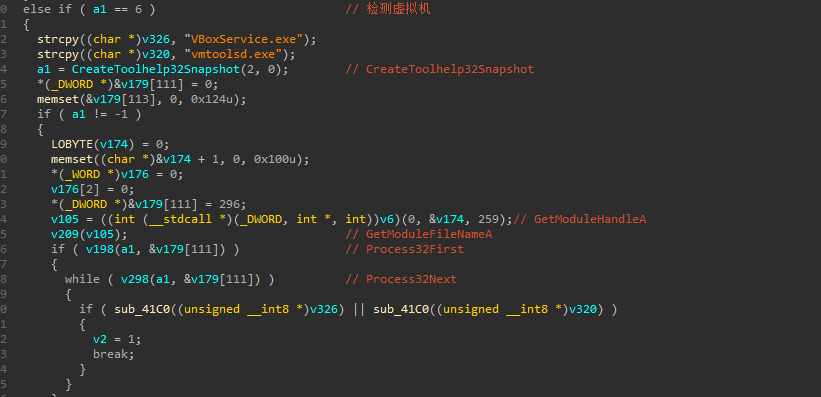 0 else if ( a1 == 6 ) // 检测虚拟机
1 {
2 strcpy((char *)v326, "VBoxService.exe");
3 strcpy((char *)v320, "vmtoolsd.exe");
4 a1 = CreateToolhelp32Snapshot(2, 0); // CreateToolhelp32Snapshot
5 *(_DWORD *)&v179[111] = 0;
6 memset(&v179[113], 0, 0x124u);
7 if ( a1 != -1 )
8 {
9 LOBYTE(v174) = 0;
0 memset((char *)&v174 + 1, 0, 0x100u);
1 *(_WORD *)v176 = 0;
2 v176[2] = 0;
3 *(_DWORD *)&v179[111] = 296;
4 v105 = ((int (__stdcall *)(_DWORD, int *, int))v6)(0, &v174, 259);// GetModuleHandleA
5 v209(v105); // GetModuleFileNameA
6 if ( v198(a1, &v179[111]) ) // Process32First
7 {
8 while ( v298(a1, &v179[111]) ) // Process32Next
9 {
0 if ( sub_41C0((unsigned __int8 *)v326) || sub_41C0((unsigned __int8 *)v320) )
1 {
2 v2 = 1;
3 break;
4 }
5 }